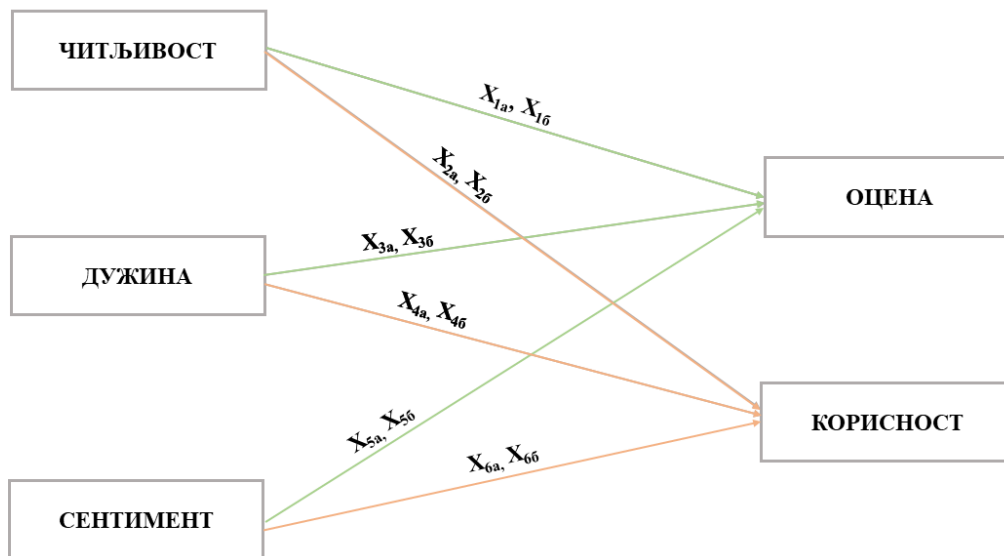 ЧИТЉИВОСТ
X1а, X1б
X2а, X2б
ОЦЕНА
X3а, X3б
ДУЖИНА
X4а, X4б
X5а, X5б
КОРИСНОСТ
X6а, X6б
СЕНТИМЕНТ